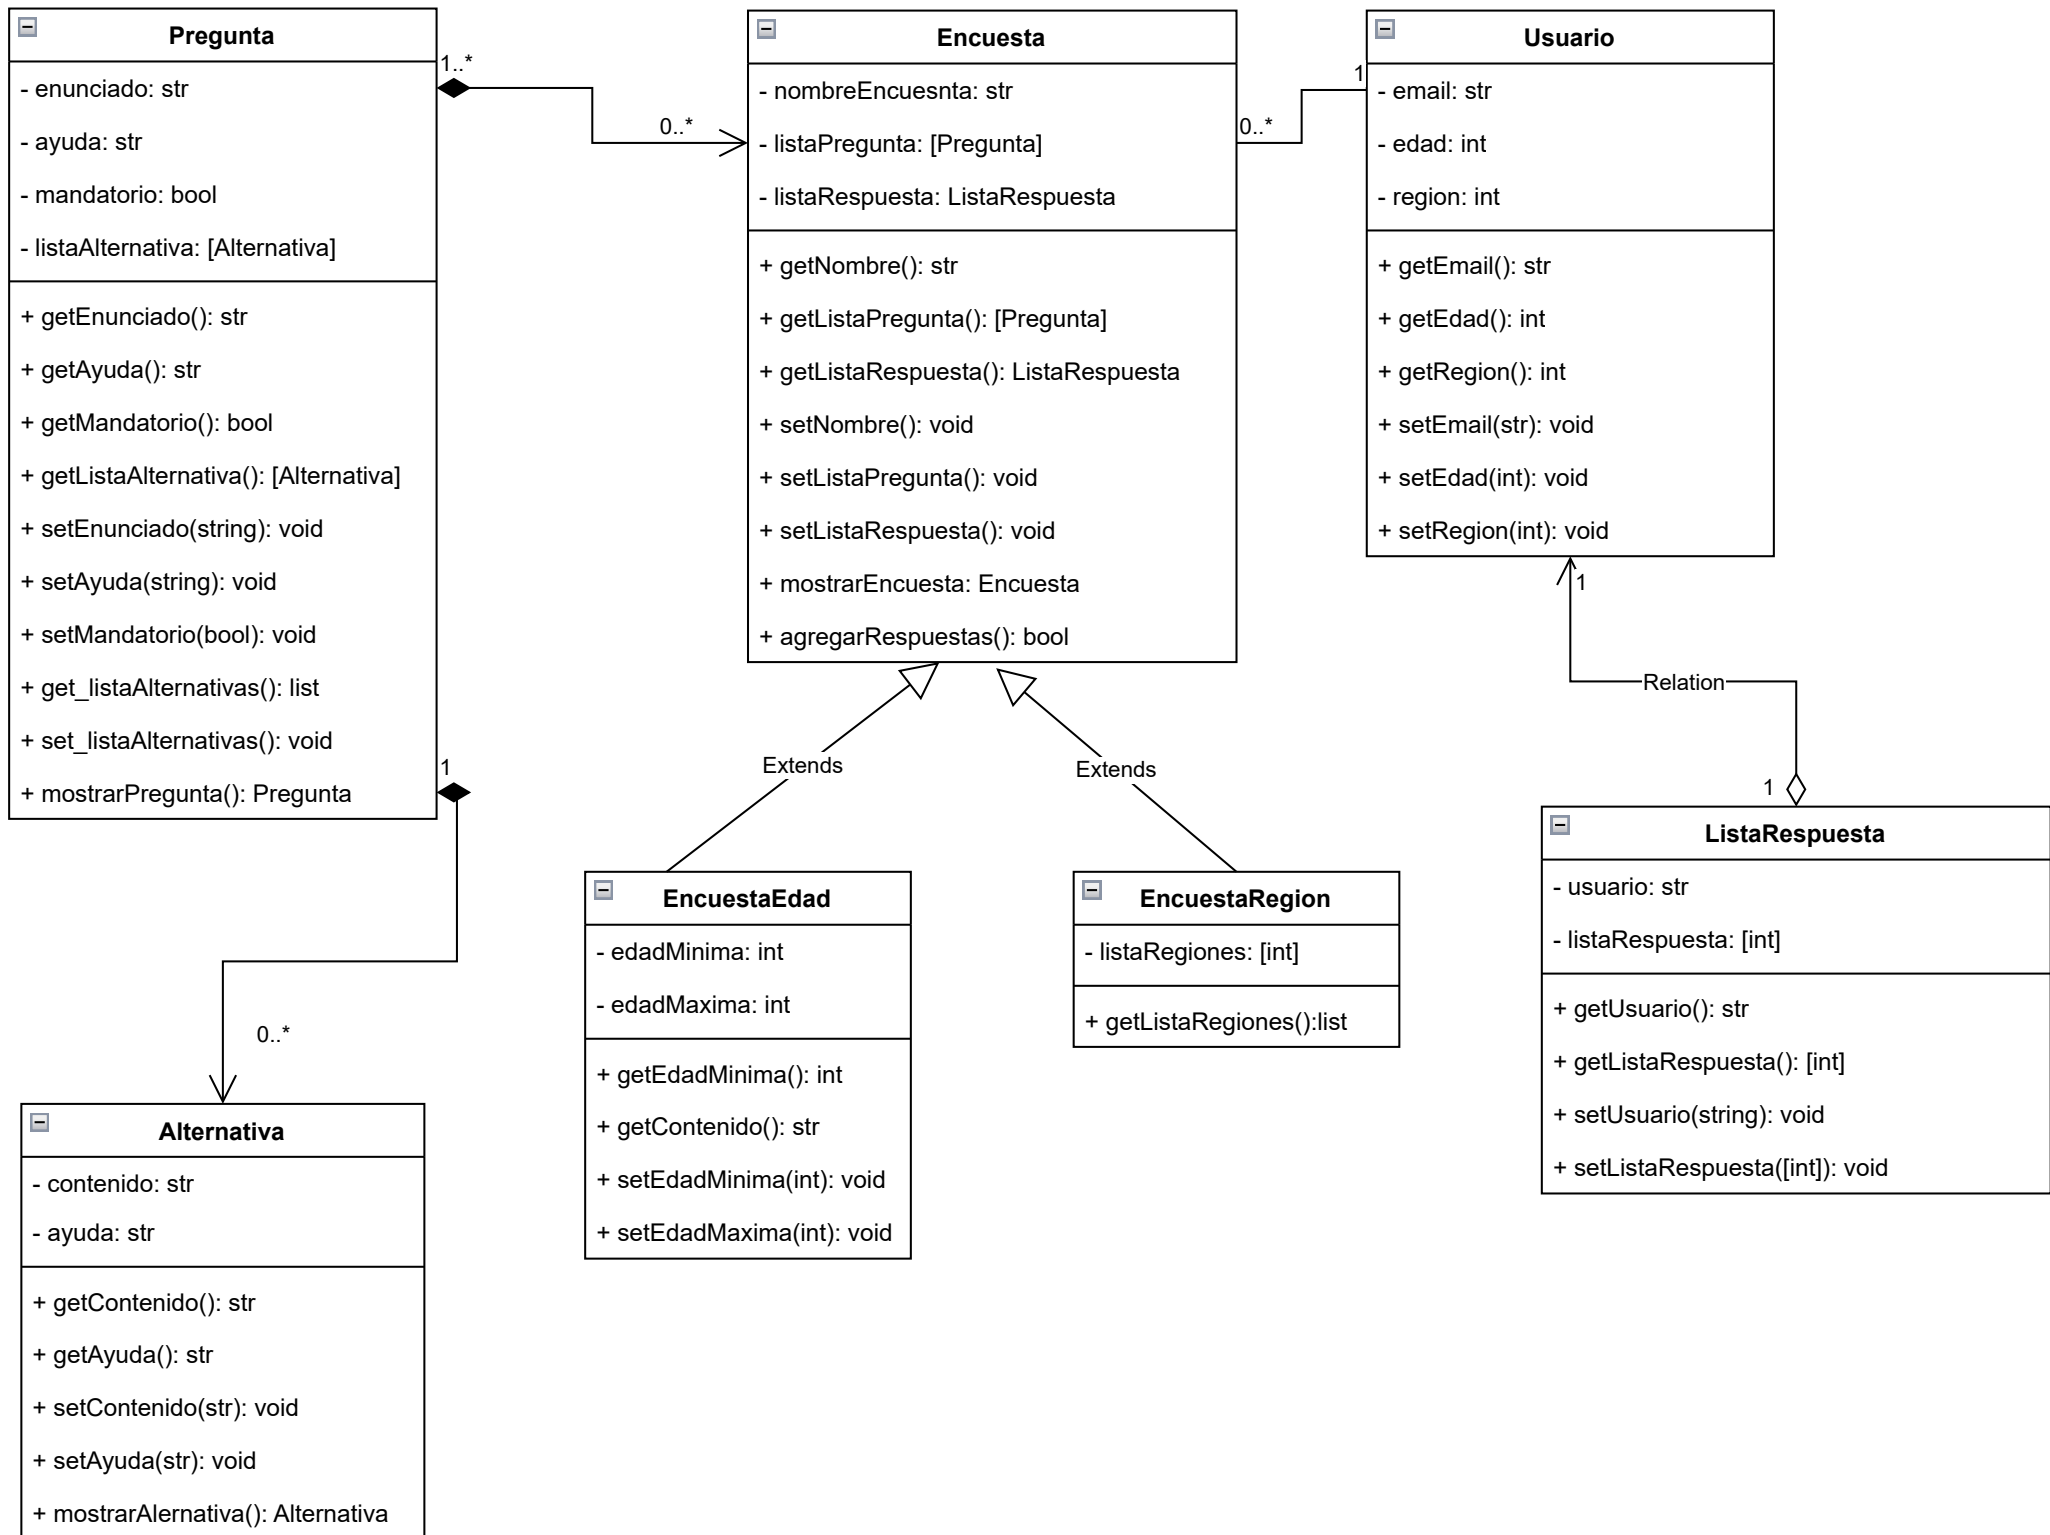 Pregunta
- enunciado: str
- ayuda: str
- mandatorio: bool
- listaAlternativa: [Alternativa]
+ getEnunciado(): str
+ getAyuda(): str
+ getMandatorio(): bool
+ getListaAlternativa(): [Alternativa]
+ setEnunciado(string): void
+ setAyuda(string): void
+ setMandatorio(bool): void
+ get_listaAlternativas(): list
+ set_listaAlternativas(): void
+ mostrarPregunta(): Pregunta
1..*
0..*
Encuesta
- nombreEncuesnta: str
- listaPregunta: [Pregunta]
- listaRespuesta: ListaRespuesta
+ getNombre(): str
+ getListaPregunta(): [Pregunta]
+ getListaRespuesta(): ListaRespuesta
+ setNombre(): void
+ setListaPregunta(): void
+ setListaRespuesta(): void
+ mostrarEncuesta: Encuesta
+ agregarRespuestas(): bool
0..*
1
Usuario
- email: str
- edad: int
- region: int
+ getEmail(): str
+ getEdad(): int
+ getRegion(): int
+ setEmail(str): void
+ setEdad(int): void
+ setRegion(int): void
1
Relation
1
Extends
Extends
1
0..*
ListaRespuesta
- usuario: str
- listaRespuesta: [int]
+ getUsuario(): str
+ getListaRespuesta(): [int]
+ setUsuario(string): void
+ setListaRespuesta([int]): void
EncuestaEdad
- edadMinima: int
- edadMaxima: int
+ getEdadMinima(): int
+ getContenido(): str
+ setEdadMinima(int): void
+ setEdadMaxima(int): void
EncuestaRegion
- listaRegiones: [int]
+ getListaRegiones():list
Alternativa
- contenido: str
- ayuda: str
+ getContenido(): str
+ getAyuda(): str
+ setContenido(str): void
+ setAyuda(str): void
+ mostrarAlernativa(): Alternativa